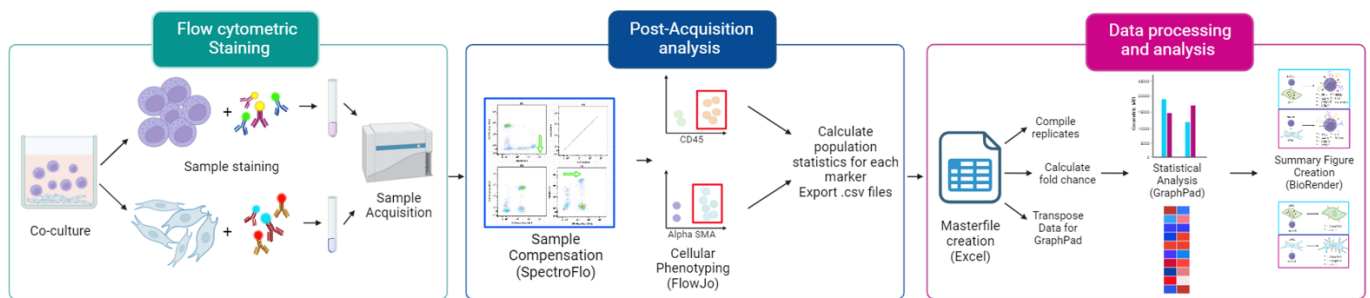 Flow cytometric
Staining
Co-culture
Sample staining
Sample
Acquisition
Post-Acquisition
analysis
Sample
Compensation
(SpectroFlo)
CD45
Alpha SMA
Cellular
Phenotyping
(FlowJo)
Calculate
population
statistics for each
marker
Export .csv files
Data processing
and analysis
Masterfile
creation
(Excel)
Compile
replicates
Calculate
fold chance
Transpose
Data for
GraphPad
Geometric MFI
Statistical
Analysis
(GraphPad)
Summary Figure
Creation
(BioRender)